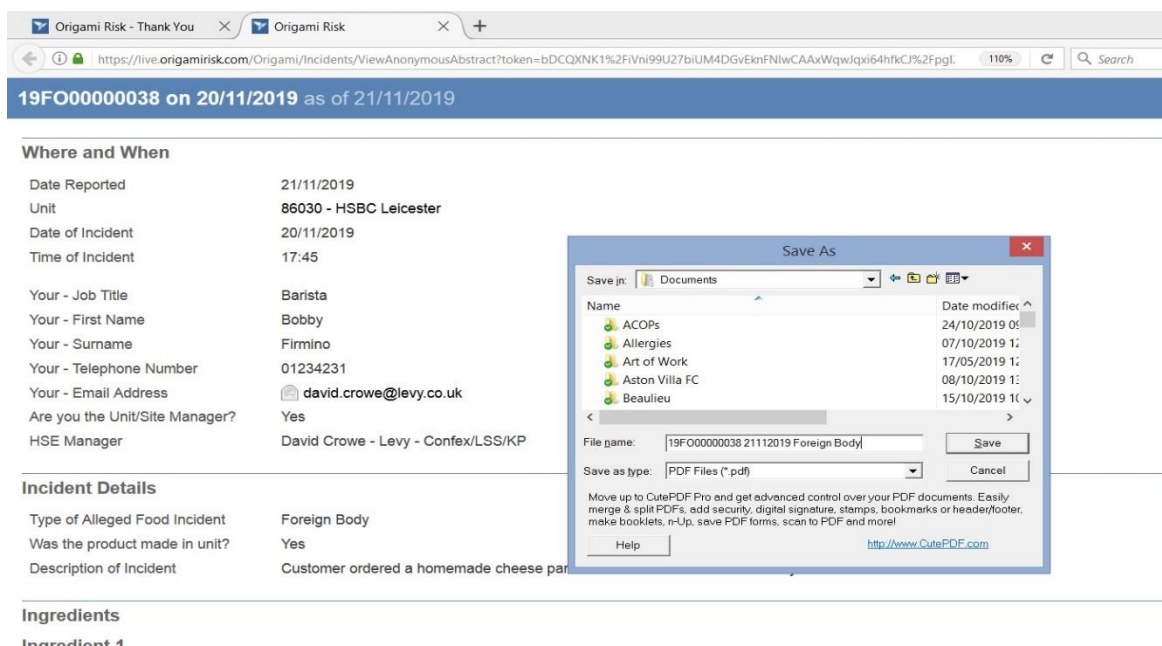 Origami Risk - Thank You
Origami Risk
https://live.origamirisk.com/Origami/Incidents/ViewAnonymousAbstract?token=
110%
Search
19FO00000038 on 20/11/2019 as of 21/11/2019
Where and When
Date Reported 21/11/2019
Unit 86030 - HSBC Leicester
Date of Incident 20/11/2019
Time of Incident 17:45
Your - Job Title Barista
Your - First Name Bobby
Your - Surname Firmino
Your - Telephone Number 01234231
Your - Email Address david.crowe@levy.co.uk
Are you the Unit/Site Manager? Yes
HSE Manager David Crowe - Levy - Confex/LSS/KP
Incident Details
Type of Alleged Food Incident Foreign Body
Was the product made in unit? Yes
Description of Incident Customer ordered a homemade cheese
Ingredients
Ingredient 1
Save As
Save in: Documents
Name Date modified
ACOPs 24/10/2019
Allergies 07/10/2019
Art of Work 17/05/2019
Aston Villa FC 08/10/2019
Beaulieu 15/10/2019
File name: 19FO00000038 21112019 Foreign Body Save
Save as type: PDF Files (*.pdf) Cancel
Move up to CutePDF Pro and get advanced control over your PDF documents. Easily
merge & split PDFs, add security, digital signature, stamps, bookmarks or header/footer,
make booklets, n-Up, save PDF forms, scan to PDF and more!
Help http://www.CutePDF.com